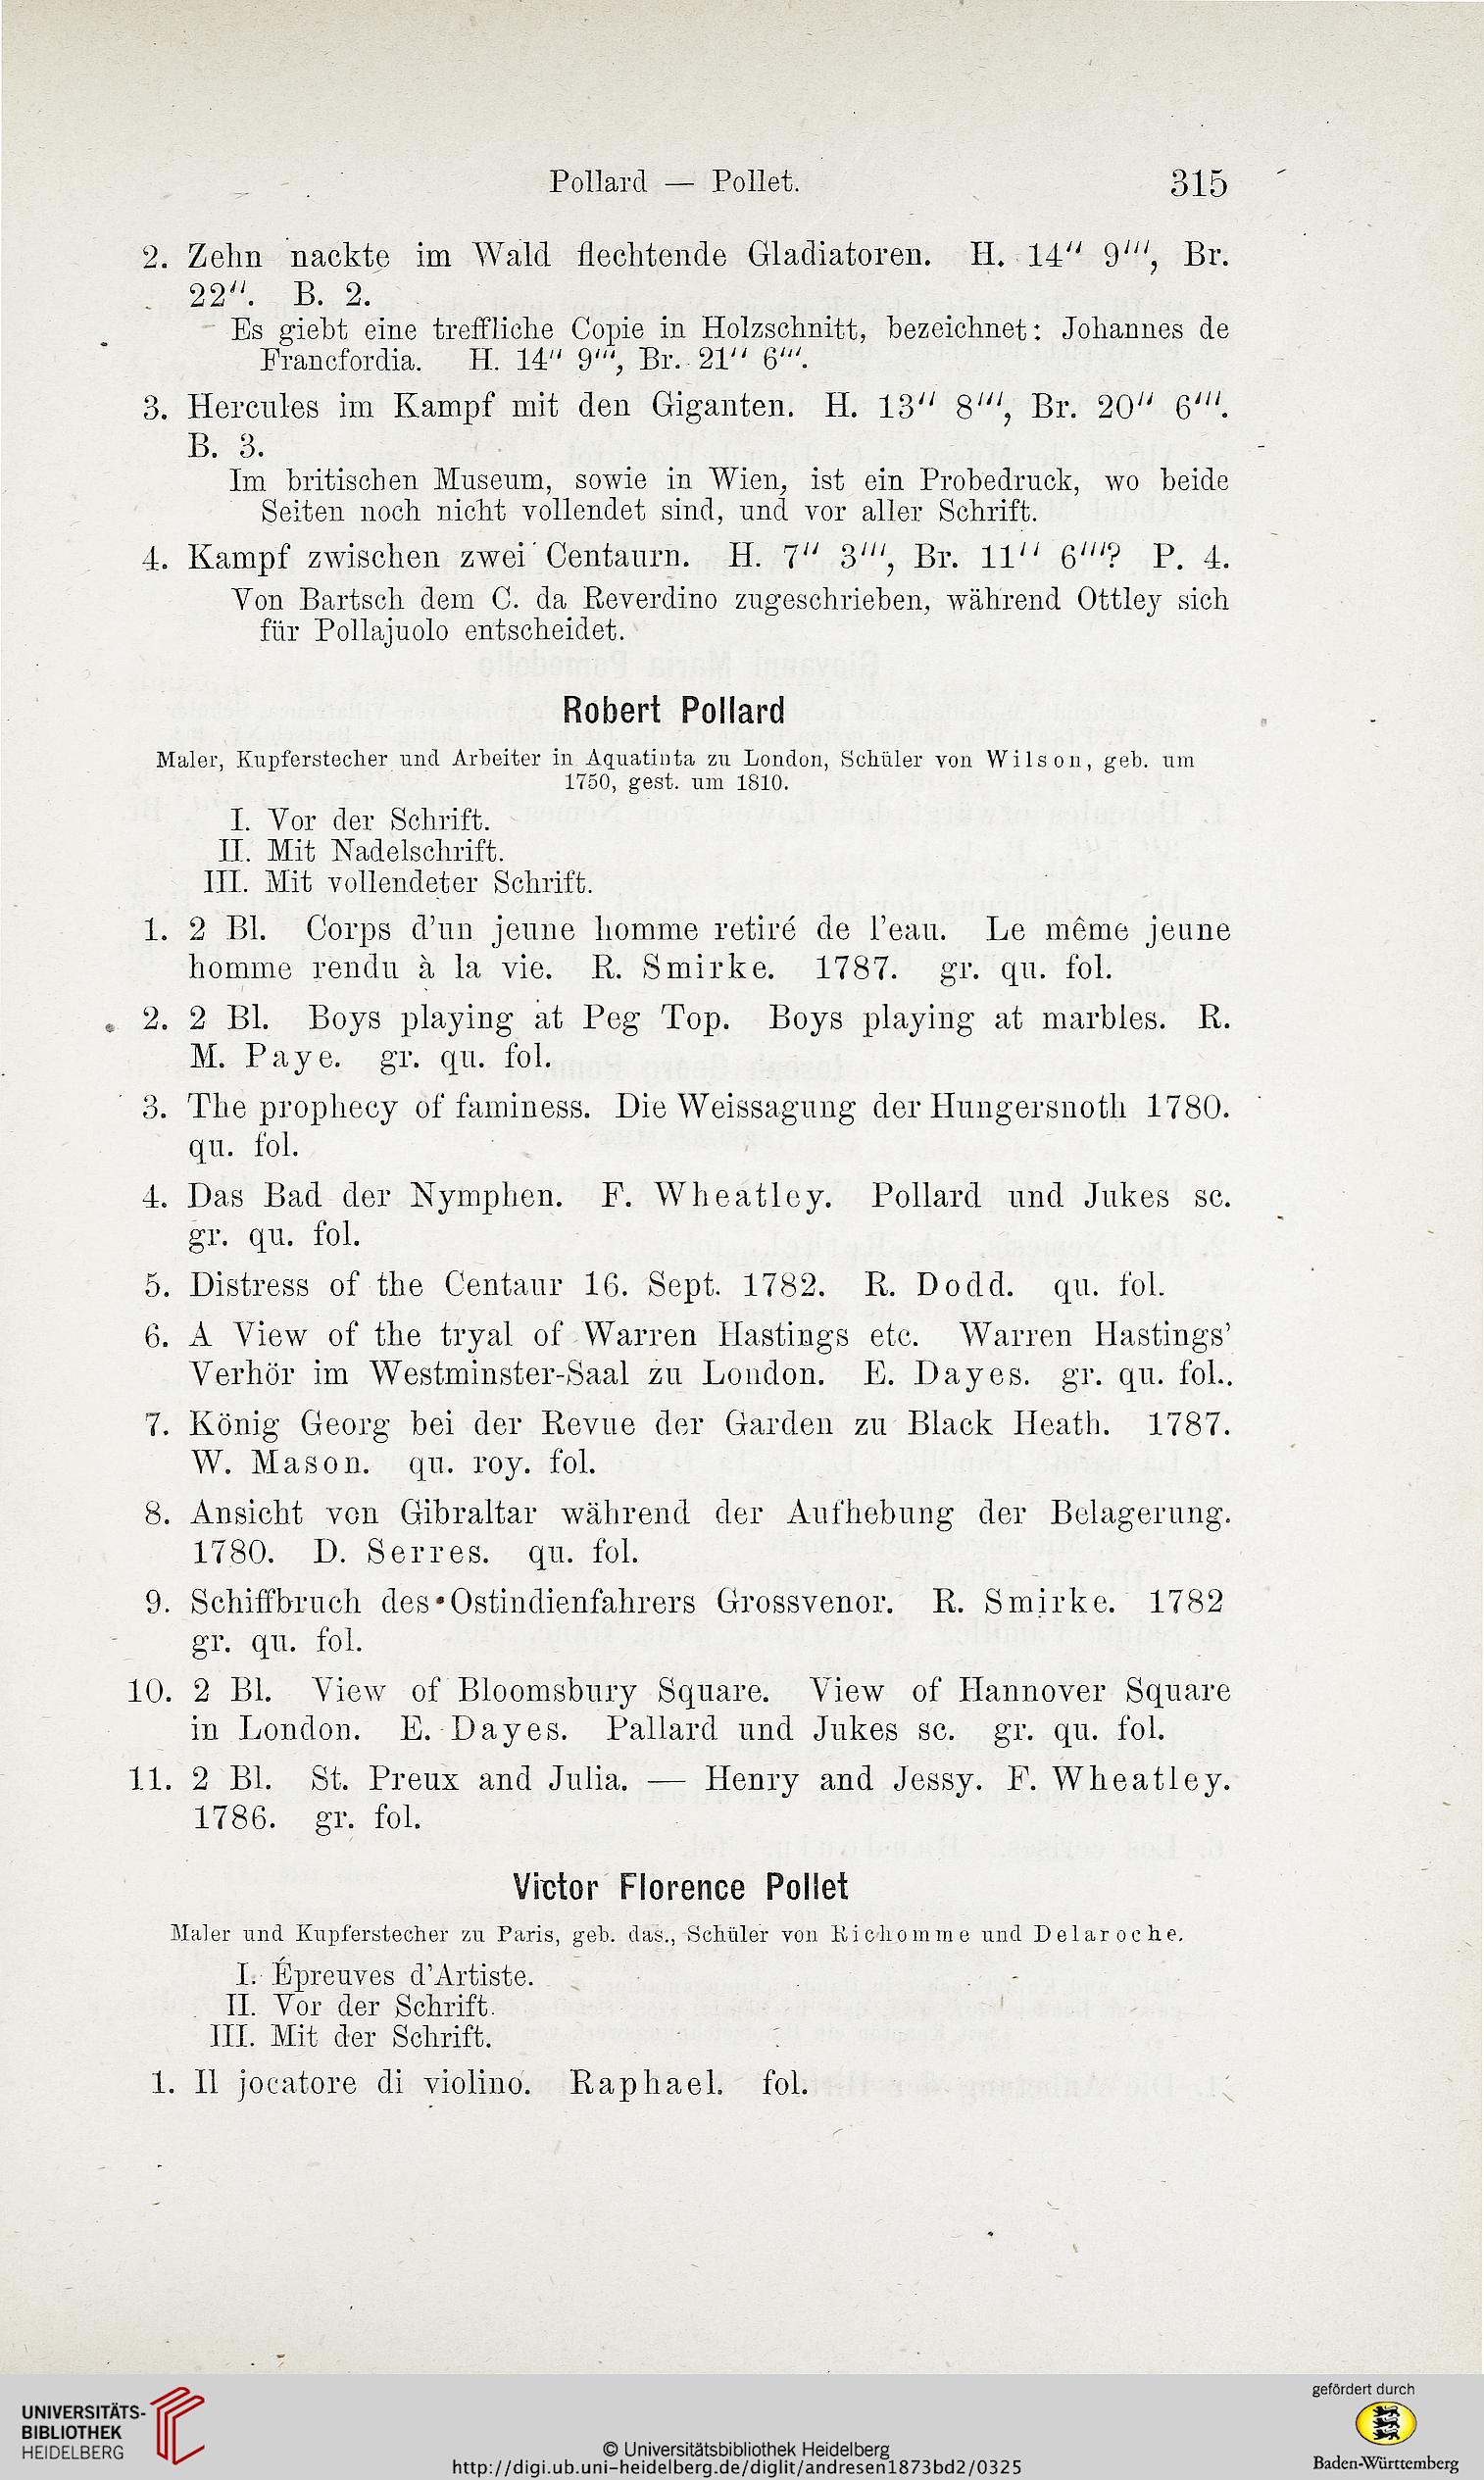 Pollard — Pollet. 315
2. Zehn nackte im Wald flechtende Gladiatoren. H. 14" 9"', Br.
22". B. 2.
Es giebt eine treffliche Copie in Holzschnitt, bezeichnet: Johannes de
Francfordia. H. 14" 9"', Br. 21" 6"'.
3. Hercules im Kampf mit den Giganten. H. 13" 8"', Br. 20" 6"'.
B. 3.
Im britischen Museum, sowie in Wien, ist ein Probedruck, wo beide
Seiten noch nicht vollendet sind, und vor aller Schrift.
4. Kampf zwischen zwei Centaurn. H. 7" 3"', Br. 11" 6"'? P. 4.
Von Bartsch dem C. da Reverdino zugeschrieben, während Ottley sich
für Pollajuolo entscheidet.
Robert Pollard
Maler, Kupferstecher und Arbeiter in Aquatinta zu London, Schüler von Wilson, geb. um
1750, gest. um 1810.
I. Vor der Schrift.
II. Mit Nadelschrift.
III. Mit vollendeter Schrift.
1. 2 Bl. Corps d'un jeune homme retiré de l'eau. Le même jeune
homme rendu à la vie. R. Smirke. 1787. gr. qu. fol.
2. 2 Bl. Boys playing at Peg Top. Boys playing at marbles. R.
M. Paye. gr. qu. fol.
3. The prophecy of faminess. Die Weissagung der Hungersnoth 1780.
qu. fol.
4. Das Bad der Nymphen. F. Wheatley. Pollard und Jukes sc.
gr. qu. fol.
5. Distress of the Centaur 16. Sept. 1782. R. Dodd. qu. fol.
6. A View of the tryal of Warren Hastings etc. Warren Hastings'
Verhör im Westminster-Saal zu London. E. Dayes. gr. qu. fol..
7. König Georg bei der Revue der Garden zu Black Heath. 1787.
W. Mason. qu. roy. fol.
8. Ansicht von Gibraltar während der Aufhebung der Belagerung.
1780. D. Serres. qu. fol.
9. Schiffbruch des Ostindienfahrers Grossvenor. R. Smirke. 1782
gr. qu. fol.
10. 2 Bl. View of Bloomsbury Square. View of Hannover Square
in London. E. Dayes. Pallard und Jukes sc. gr. qu. fol.
11. 2 Bl. St. Preux and Julia. — Henry and Jessy. F. Wheatley.
1786. gr. fol.
Victor Florence Pollet
Maler und Kupferstecher zu Paris, geb. das., Schüler von Richomme und Delaroche.
I. Épreuves d'Artiste.
II. Vor der Schrift.
III. Mit der Schrift.
1. Il jocatore di violino. Raphael. fol.
UNIVERSITÄTS-
BIBLIOTHEK
HEIDELBERG
© Universitätsbibliothek Heidelberg
http://digi.ub.uni-heidelberg.de/diglit/andresen1873bd2/0325
gefördert durch
Baden-Württemberg